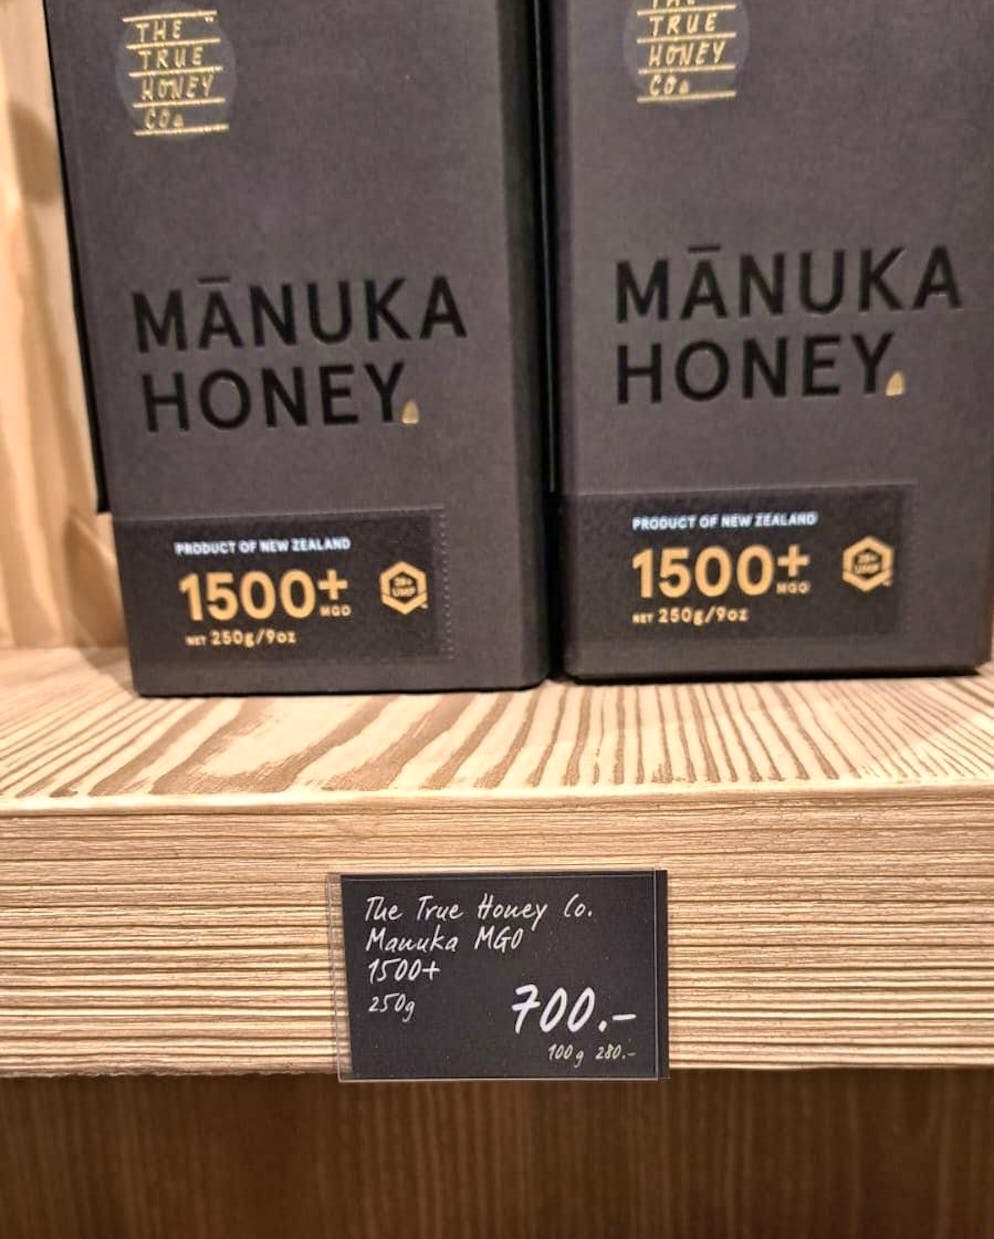 THE
TRUE
HONEY
CO.
MĀNUKA
HONEY
PRODUCT OF NEW ZEALAND
1500+
MGO
UMF
NET 250g/9oz
THE
TRUE
HONEY
CO.
MĀNUKA
HONEY
PRODUCT OF NEW ZEALAND
1500+
MGO
UMF
NET 250g/9oz
The True Honey Co.
Manuka MGO
1500+
250g
700.-
100g 280.-